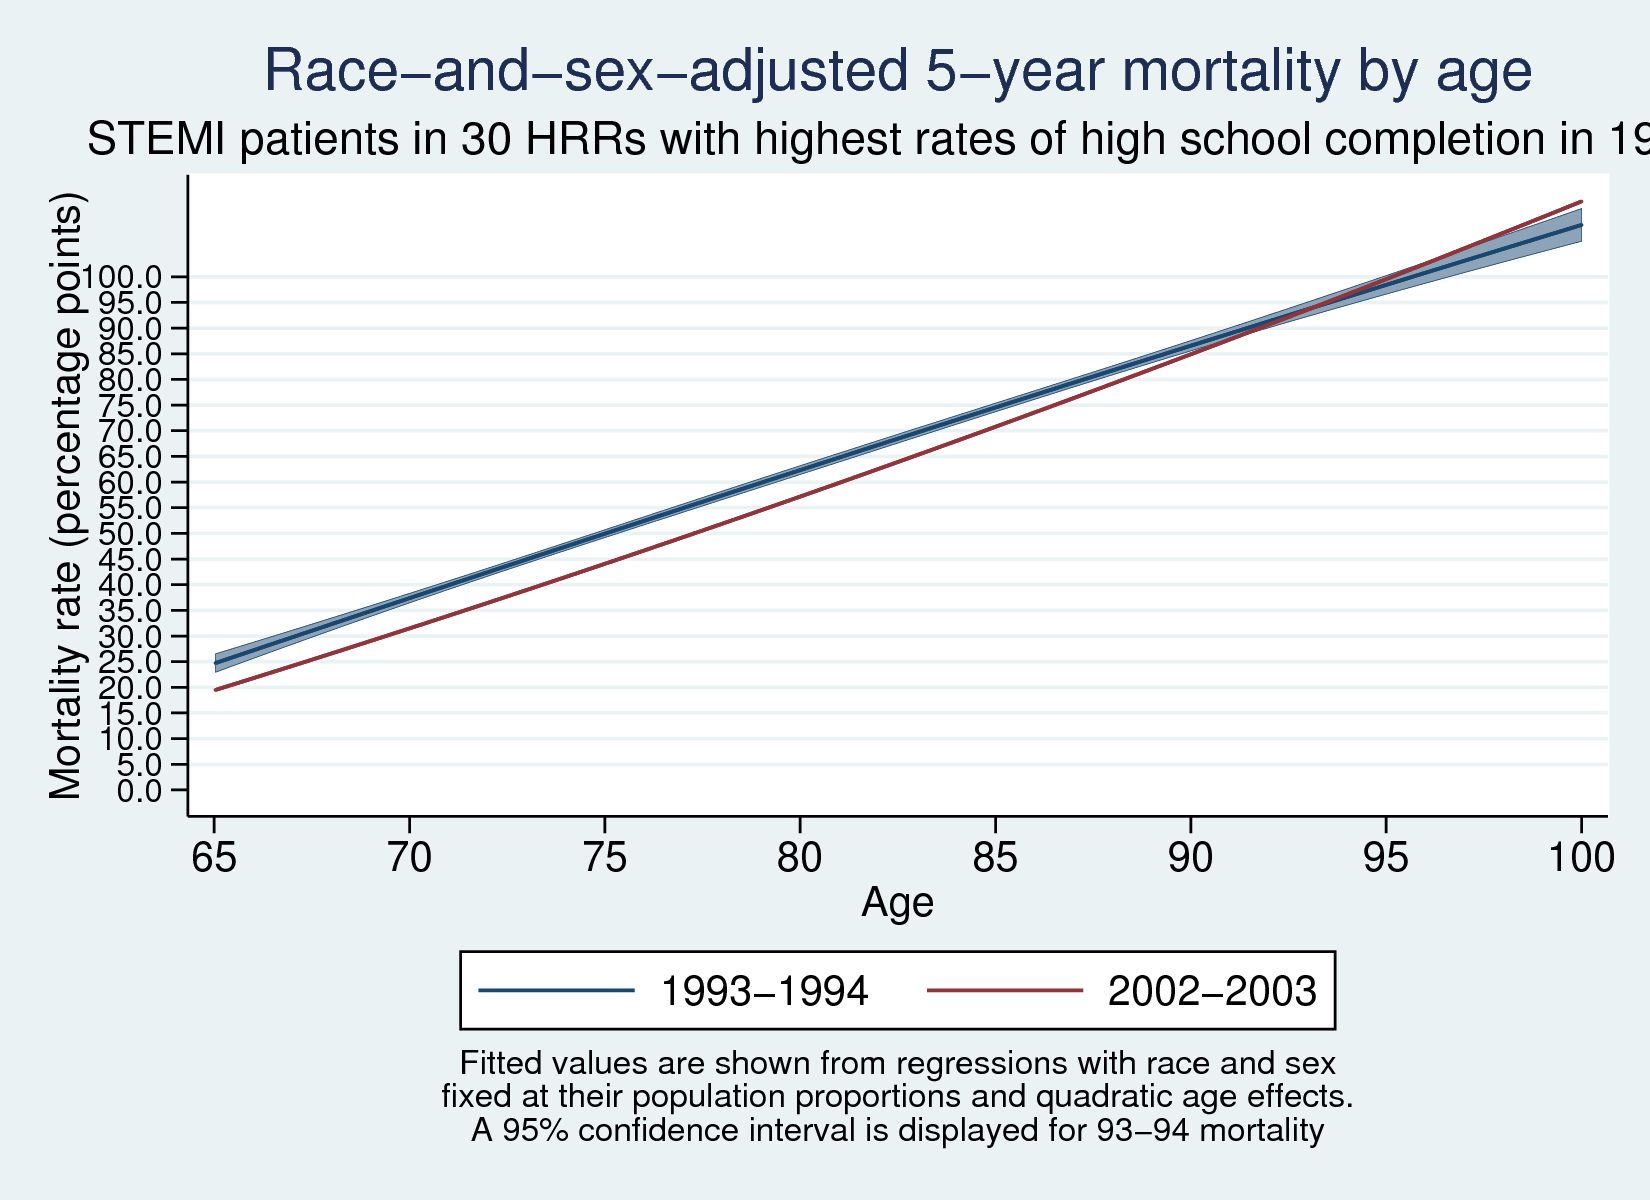 Race−and−sex−adjusted 5−year mortality by age
STEMI patients in 30 HRRs with highest rates of high school completion in 19
Mortality rate (percentage points)
100.0
95.0
90.0
85.0
80.0
75.0
70.0
65.0
60.0
55.0
50.0
45.0
40.0
35.0
30.0
25.0
20.0
15.0
10.0
5.0
0.0
65 70 75 80 85 90 95 100
Age
1993−1994 2002−2003
Fitted values are shown from regressions with race and sex
fixed at their population proportions and quadratic age effects.
A 95% confidence interval is displayed for 93−94 mortality